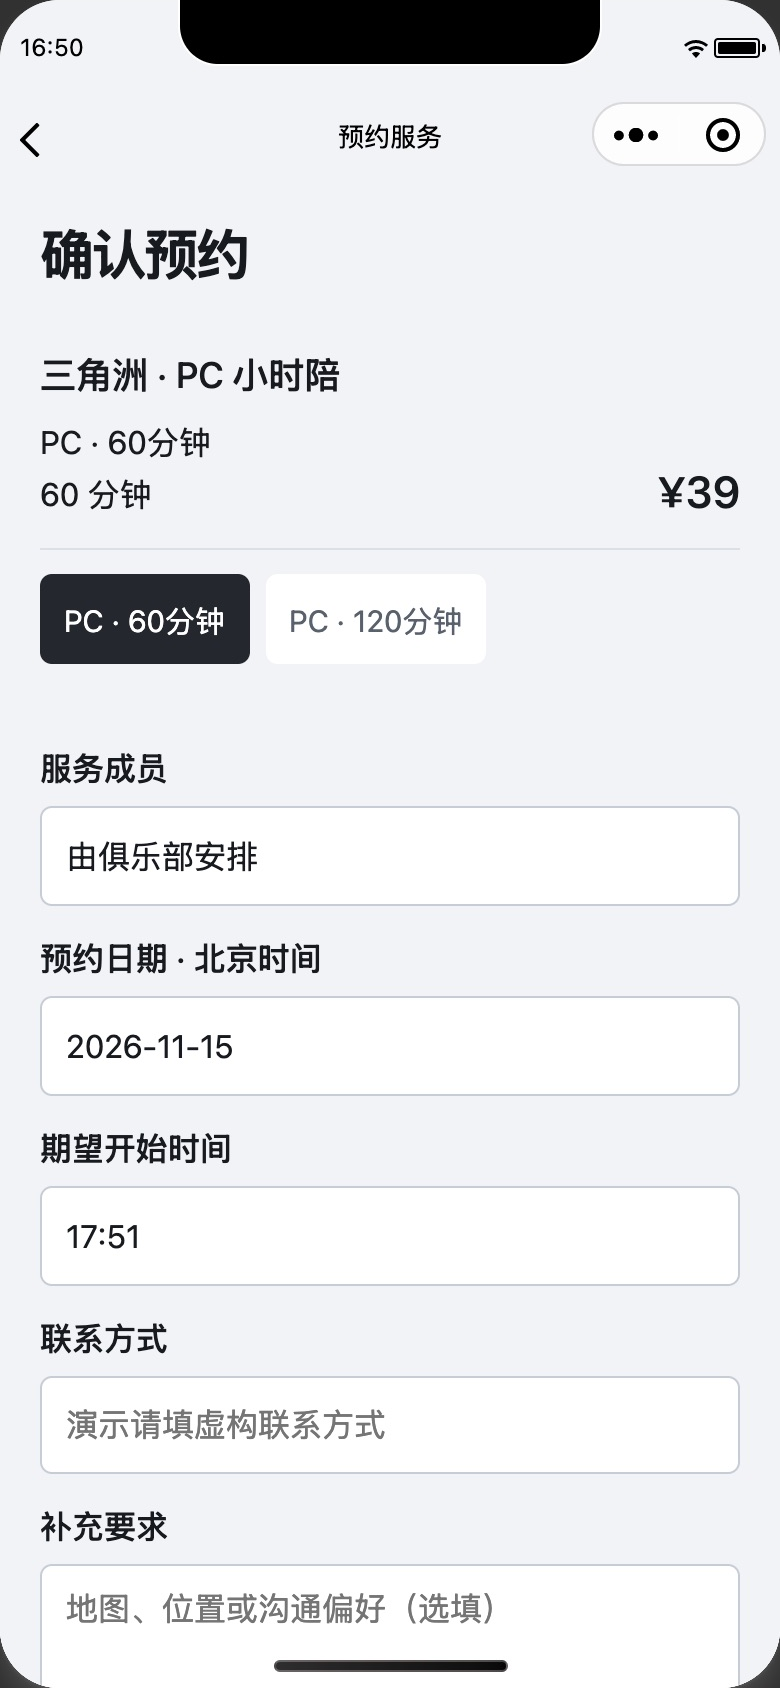 16:50
预约服务
确认预约
三角洲 · PC 小时陪
PC · 60分钟
60 分钟
¥39
PC · 60分钟
PC · 120分钟
服务成员
由俱乐部安排
预约日期 · 北京时间
2026-11-15
期望开始时间
17:51
联系方式
演示请填虚构联系方式
补充要求
地图、位置或沟通偏好（选填）